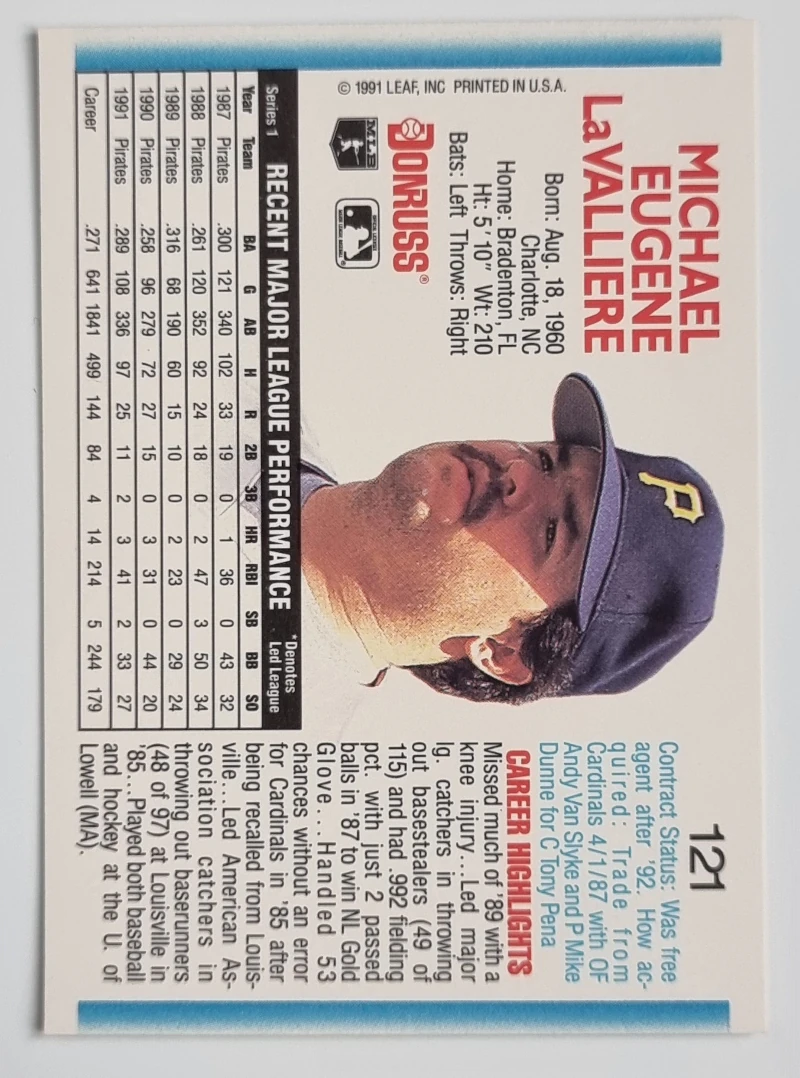 121
MICHAEL
EUGENE
LaVALLIERE
Born: Aug. 18, 1960
Charlotte, NC
Home: Bradenton, FL
Ht: 5'10" Wt: 210
Bats: Left Throws: Right
DONRUSS®
MLB
OFFICIAL LICENSEE
MAJOR LEAGUE BASEBALL
© 1991 LEAF, INC PRINTED IN U.S.A.
P
Contract Status: Was free
agent after '92. How ac-
quired: Trade from
Cardinals 4/1/87 with OF
Andy Van Slyke and P Mike
Dunne for C Tony Pena
CAREER HIGHLIGHTS
Missed much of '89 with a
knee injury...Led major
lg. catchers in throwing
out basestealers (49 of
115) and had .992 fielding
pct. with just 2 passed
balls in '87 to win NL Gold
Glove...Handled 53
chances without an error
for Cardinals in '85 after
being recalled from Louis-
ville...Led American As-
sociation catchers in
throwing out baserunners
(48 of 97) at Louisville in
'85...Played both baseball
and hockey at the U. of
Lowell (MA).
Series 1 RECENT MAJOR LEAGUE PERFORMANCE *Denotes
Led League
Year Team BA G AB H R 2B 3B HR RBI SB BB SO
1987 Pirates .300 121 340 102 33 19 0 1 36 0 43 32
1988 Pirates .261 120 352 92 24 18 0 2 47 3 50 34
1989 Pirates .316 68 190 60 15 10 0 2 23 0 29 24
1990 Pirates .258 96 279 72 27 15 0 3 31 0 44 20
1991 Pirates .289 108 336 97 25 11 2 3 41 2 33 27
Career .271 641 1841 499 144 84 4 14 214 5 244 179